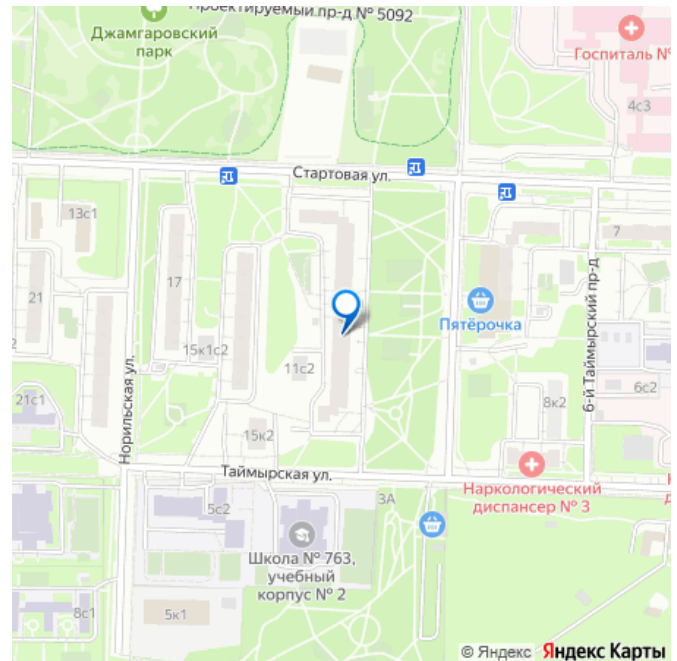 Проектируемый пр-д № 5092
Джамгаровский
парк
Госпиталь №
4с3
Стартовая ул.
13с1
7
17
21
Пятёрочка
6-й Таймырский пр-д
2
15к1с2
11с2
Норильская ул.
21с1
6с2
8к2
15к2
Таймырская ул.
Наркологический
диспансер № 3
3А
5с2
Школа № 763,
учебный
корпус № 2
8с1
5к1
© Яндекс Яндекс Карты